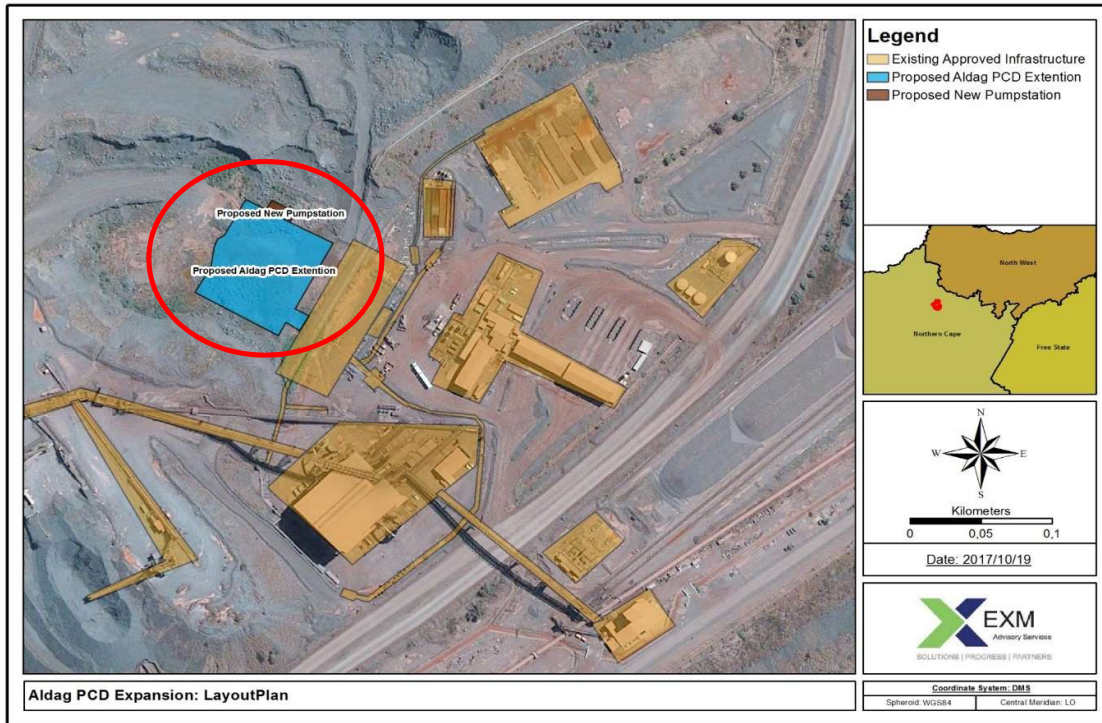 Proposed New Pumpstation
Proposed Aldag PCD Extention
Legend
Existing Approved Infrastructure
Proposed Aldag PCD Extention
Proposed New Pumpstation
North West
Northern Cape
Free State
N
W
E
S
Kilometers
0 0,05 0,1
Date: 2017/10/19
EXM
Advisory Services
SOLUTIONS | PROGRESS | PARTNERS
Aldag PCD Expansion: LayoutPlan
Coordinate System: DMS
Spheroid: WGS84 Central Meridian: LO